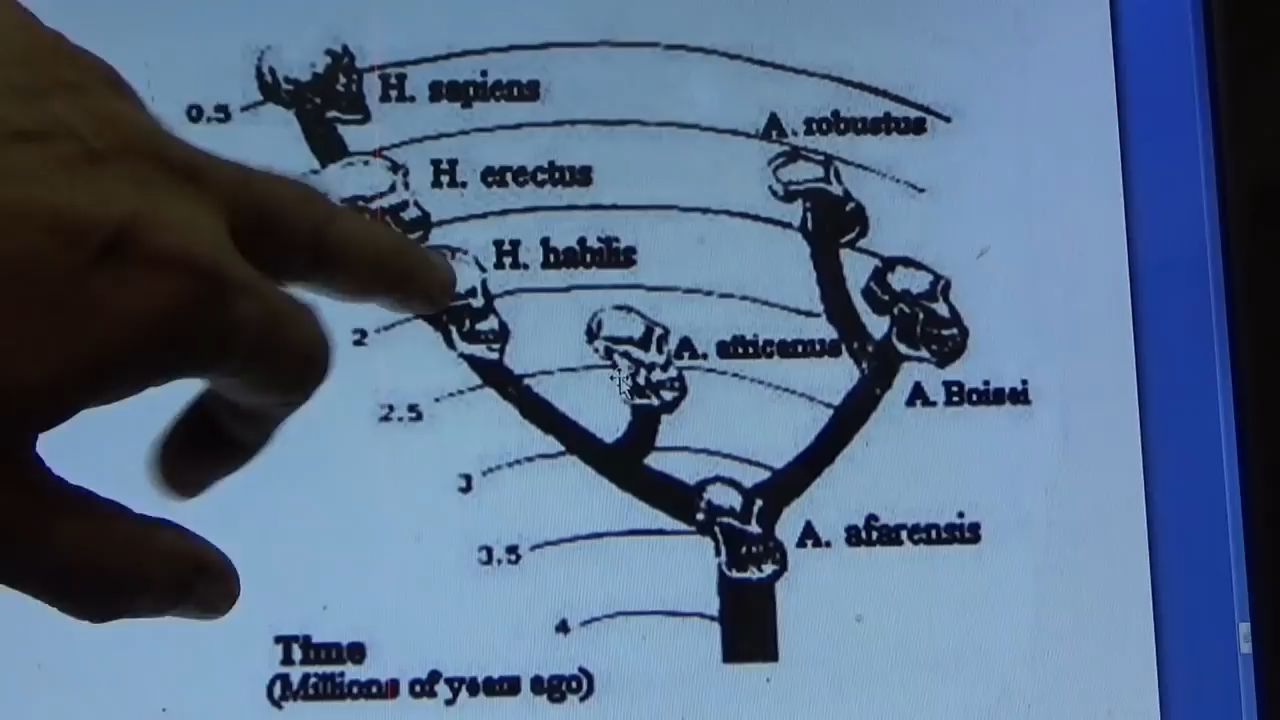 H. sapiens
0.5
A. robustus
H. erectus
H. habilis
2
A. africanus
A. Boisei
2.5
3
A. afarensis
3.5
4
Time
(Millions of years ago)